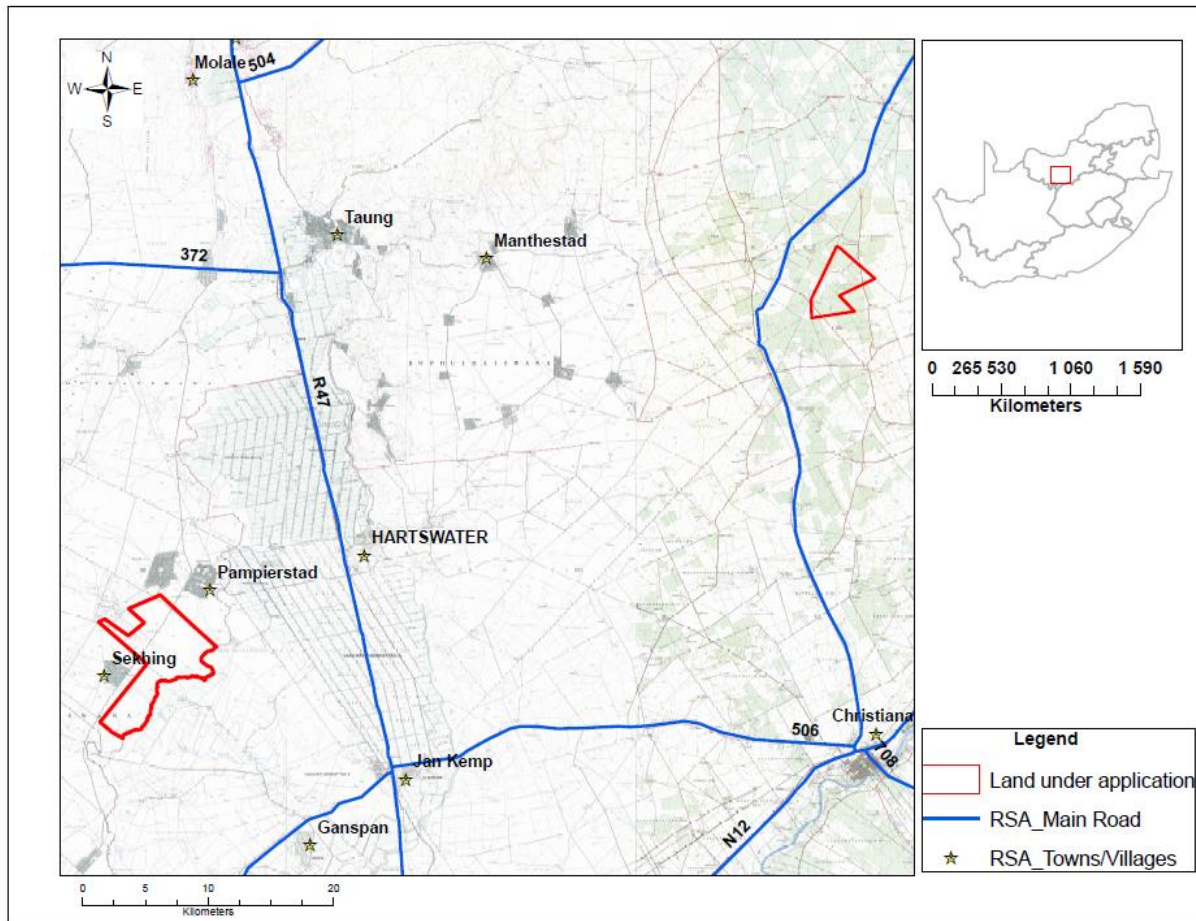 N
W E
S
Molale
504
Taung
372
Manthestad
R47
HARTSWATER
Pampierstad
Sekhing
Christiana
506
708
Jan Kemp
Ganspan
N12
0 5 10 20
Kilometers
0 265 530 1 060 1 590
Kilometers
Legend
Land under application
RSA_Main Road
RSA_Towns/Villages